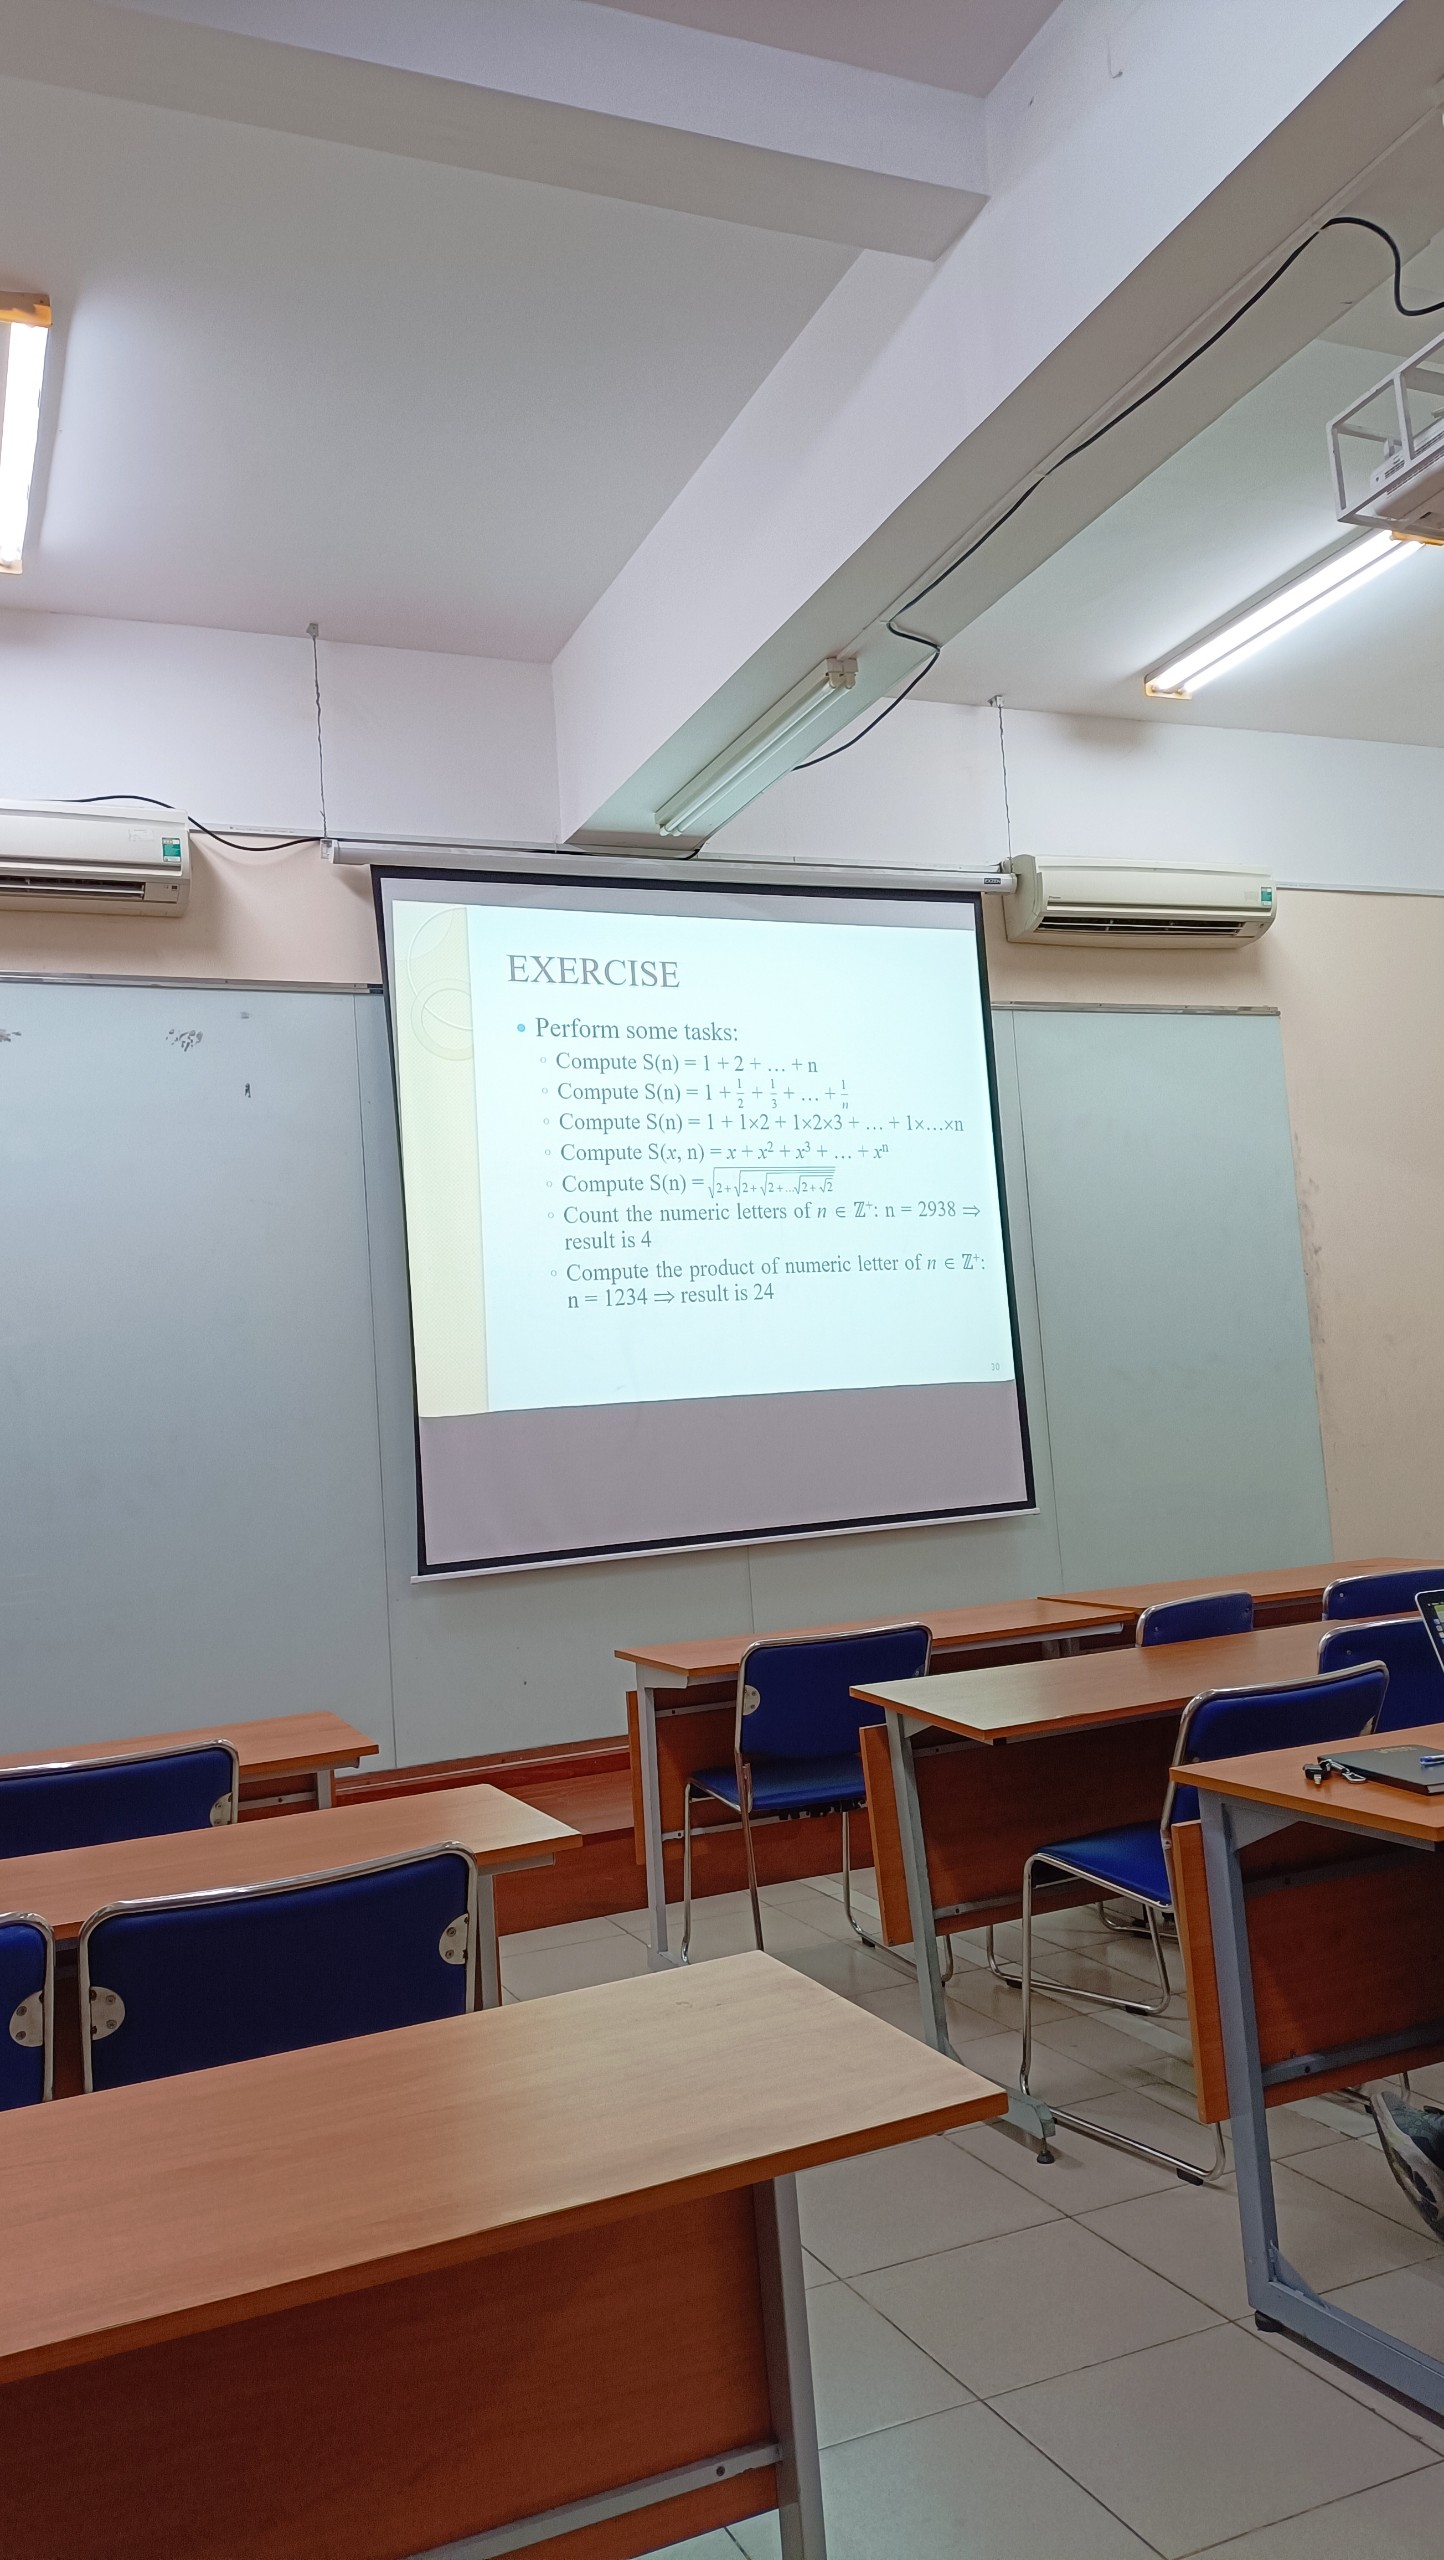 EXERCISE
• Perform some tasks:
◦ Compute S(n) = 1 + 2 + … + n
◦ Compute S(n) = 1 + 1/2 + 1/3 + … + 1/n
◦ Compute S(n) = 1 + 1×2 + 1×2×3 + … + 1×…×n
◦ Compute S(x, n) = x + x² + x³ + … + xⁿ
◦ Compute S(n) = √(2+√(2+√(2+…√(2+√2))))
◦ Count the numeric letters of n ∈ ℤ⁺: n = 2938 ⇒
result is 4
◦ Compute the product of numeric letter of n ∈ ℤ⁺:
n = 1234 ⇒ result is 24
30